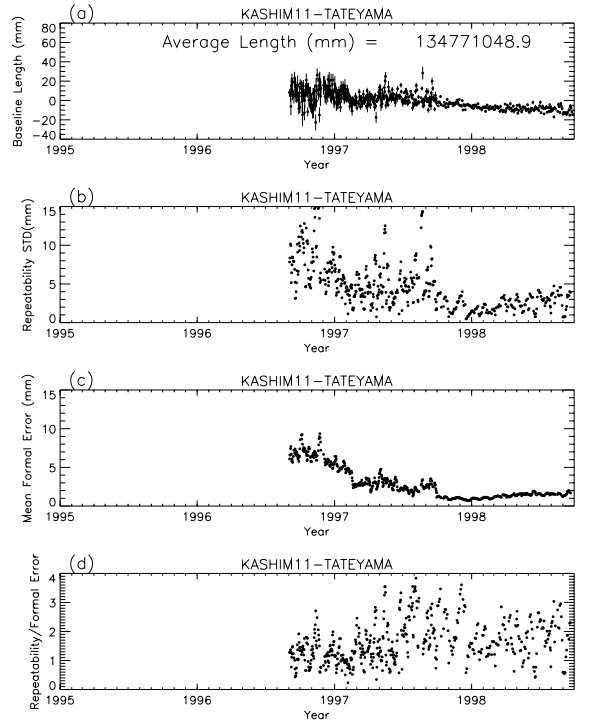 (a) KASHIM11-TATEYAMA
Baseline Length (mm)
80
60
40
20
0
-20
-40
Average Length (mm) = 134771048.9
1995 1996 1997 1998
Year
(b) KASHIM11-TATEYAMA
Repeatability STD(mm)
15
10
5
0
1995 1996 1997 1998
Year
(c) KASHIM11-TATEYAMA
Mean Formal Error (mm)
15
10
5
0
1995 1996 1997 1998
Year
(d) KASHIM11-TATEYAMA
Repeatability/Formal Error
4
3
2
1
0
1995 1996 1997 1998
Year